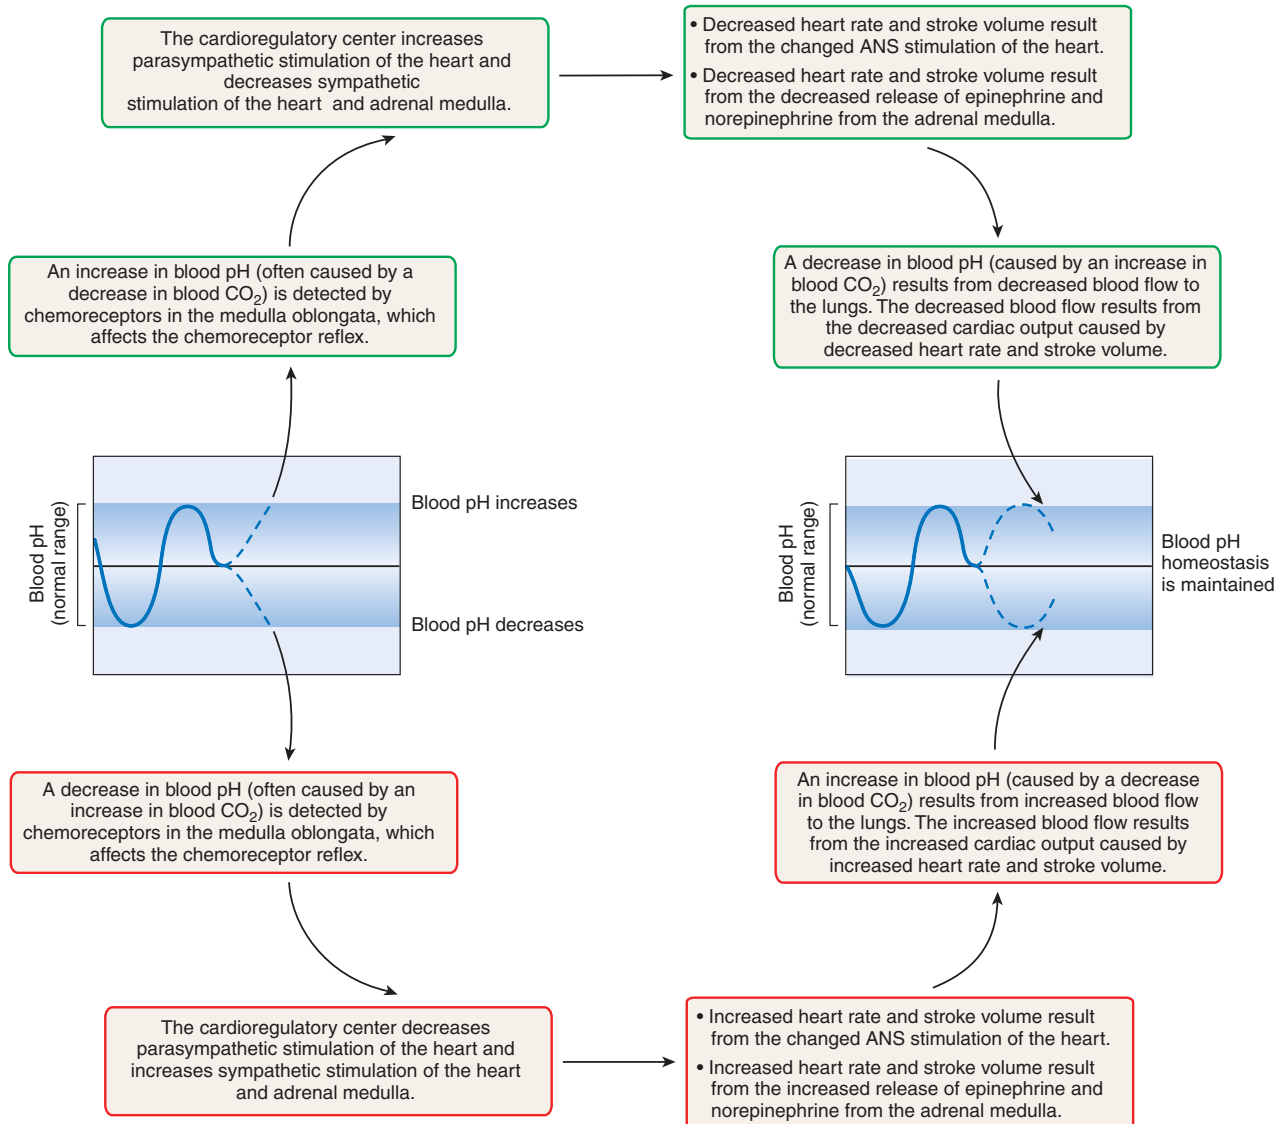 The cardioregulatory center increases
parasympathetic stimulation of the heart and
decreases sympathetic
stimulation of the heart and adrenal medulla.
• Decreased heart rate and stroke volume result
from the changed ANS stimulation of the heart.
• Decreased heart rate and stroke volume result
from the decreased release of epinephrine and
norepinephrine from the adrenal medulla.
An increase in blood pH (often caused by a
decrease in blood CO₂) is detected by
chemoreceptors in the medulla oblongata, which
affects the chemoreceptor reflex.
A decrease in blood pH (caused by an increase in
blood CO₂) results from decreased blood flow to
the lungs. The decreased blood flow results from
the decreased cardiac output caused by
decreased heart rate and stroke volume.
Blood pH
(normal range)
Blood pH increases
Blood pH decreases
Blood pH
(normal range)
Blood pH
homeostasis
is maintained
A decrease in blood pH (often caused by an
increase in blood CO₂) is detected by
chemoreceptors in the medulla oblongata, which
affects the chemoreceptor reflex.
An increase in blood pH (caused by a decrease
in blood CO₂) results from increased blood flow
to the lungs. The increased blood flow results
from the increased cardiac output caused by
increased heart rate and stroke volume.
The cardioregulatory center decreases
parasympathetic stimulation of the heart and
increases sympathetic stimulation of the heart
and adrenal medulla.
• Increased heart rate and stroke volume result
from the changed ANS stimulation of the heart.
• Increased heart rate and stroke volume result
from the increased release of epinephrine and
norepinephrine from the adrenal medulla.